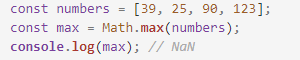 const numbers = [39, 25, 90, 123];
const max = Math.max(numbers);
console.log(max); // NaN